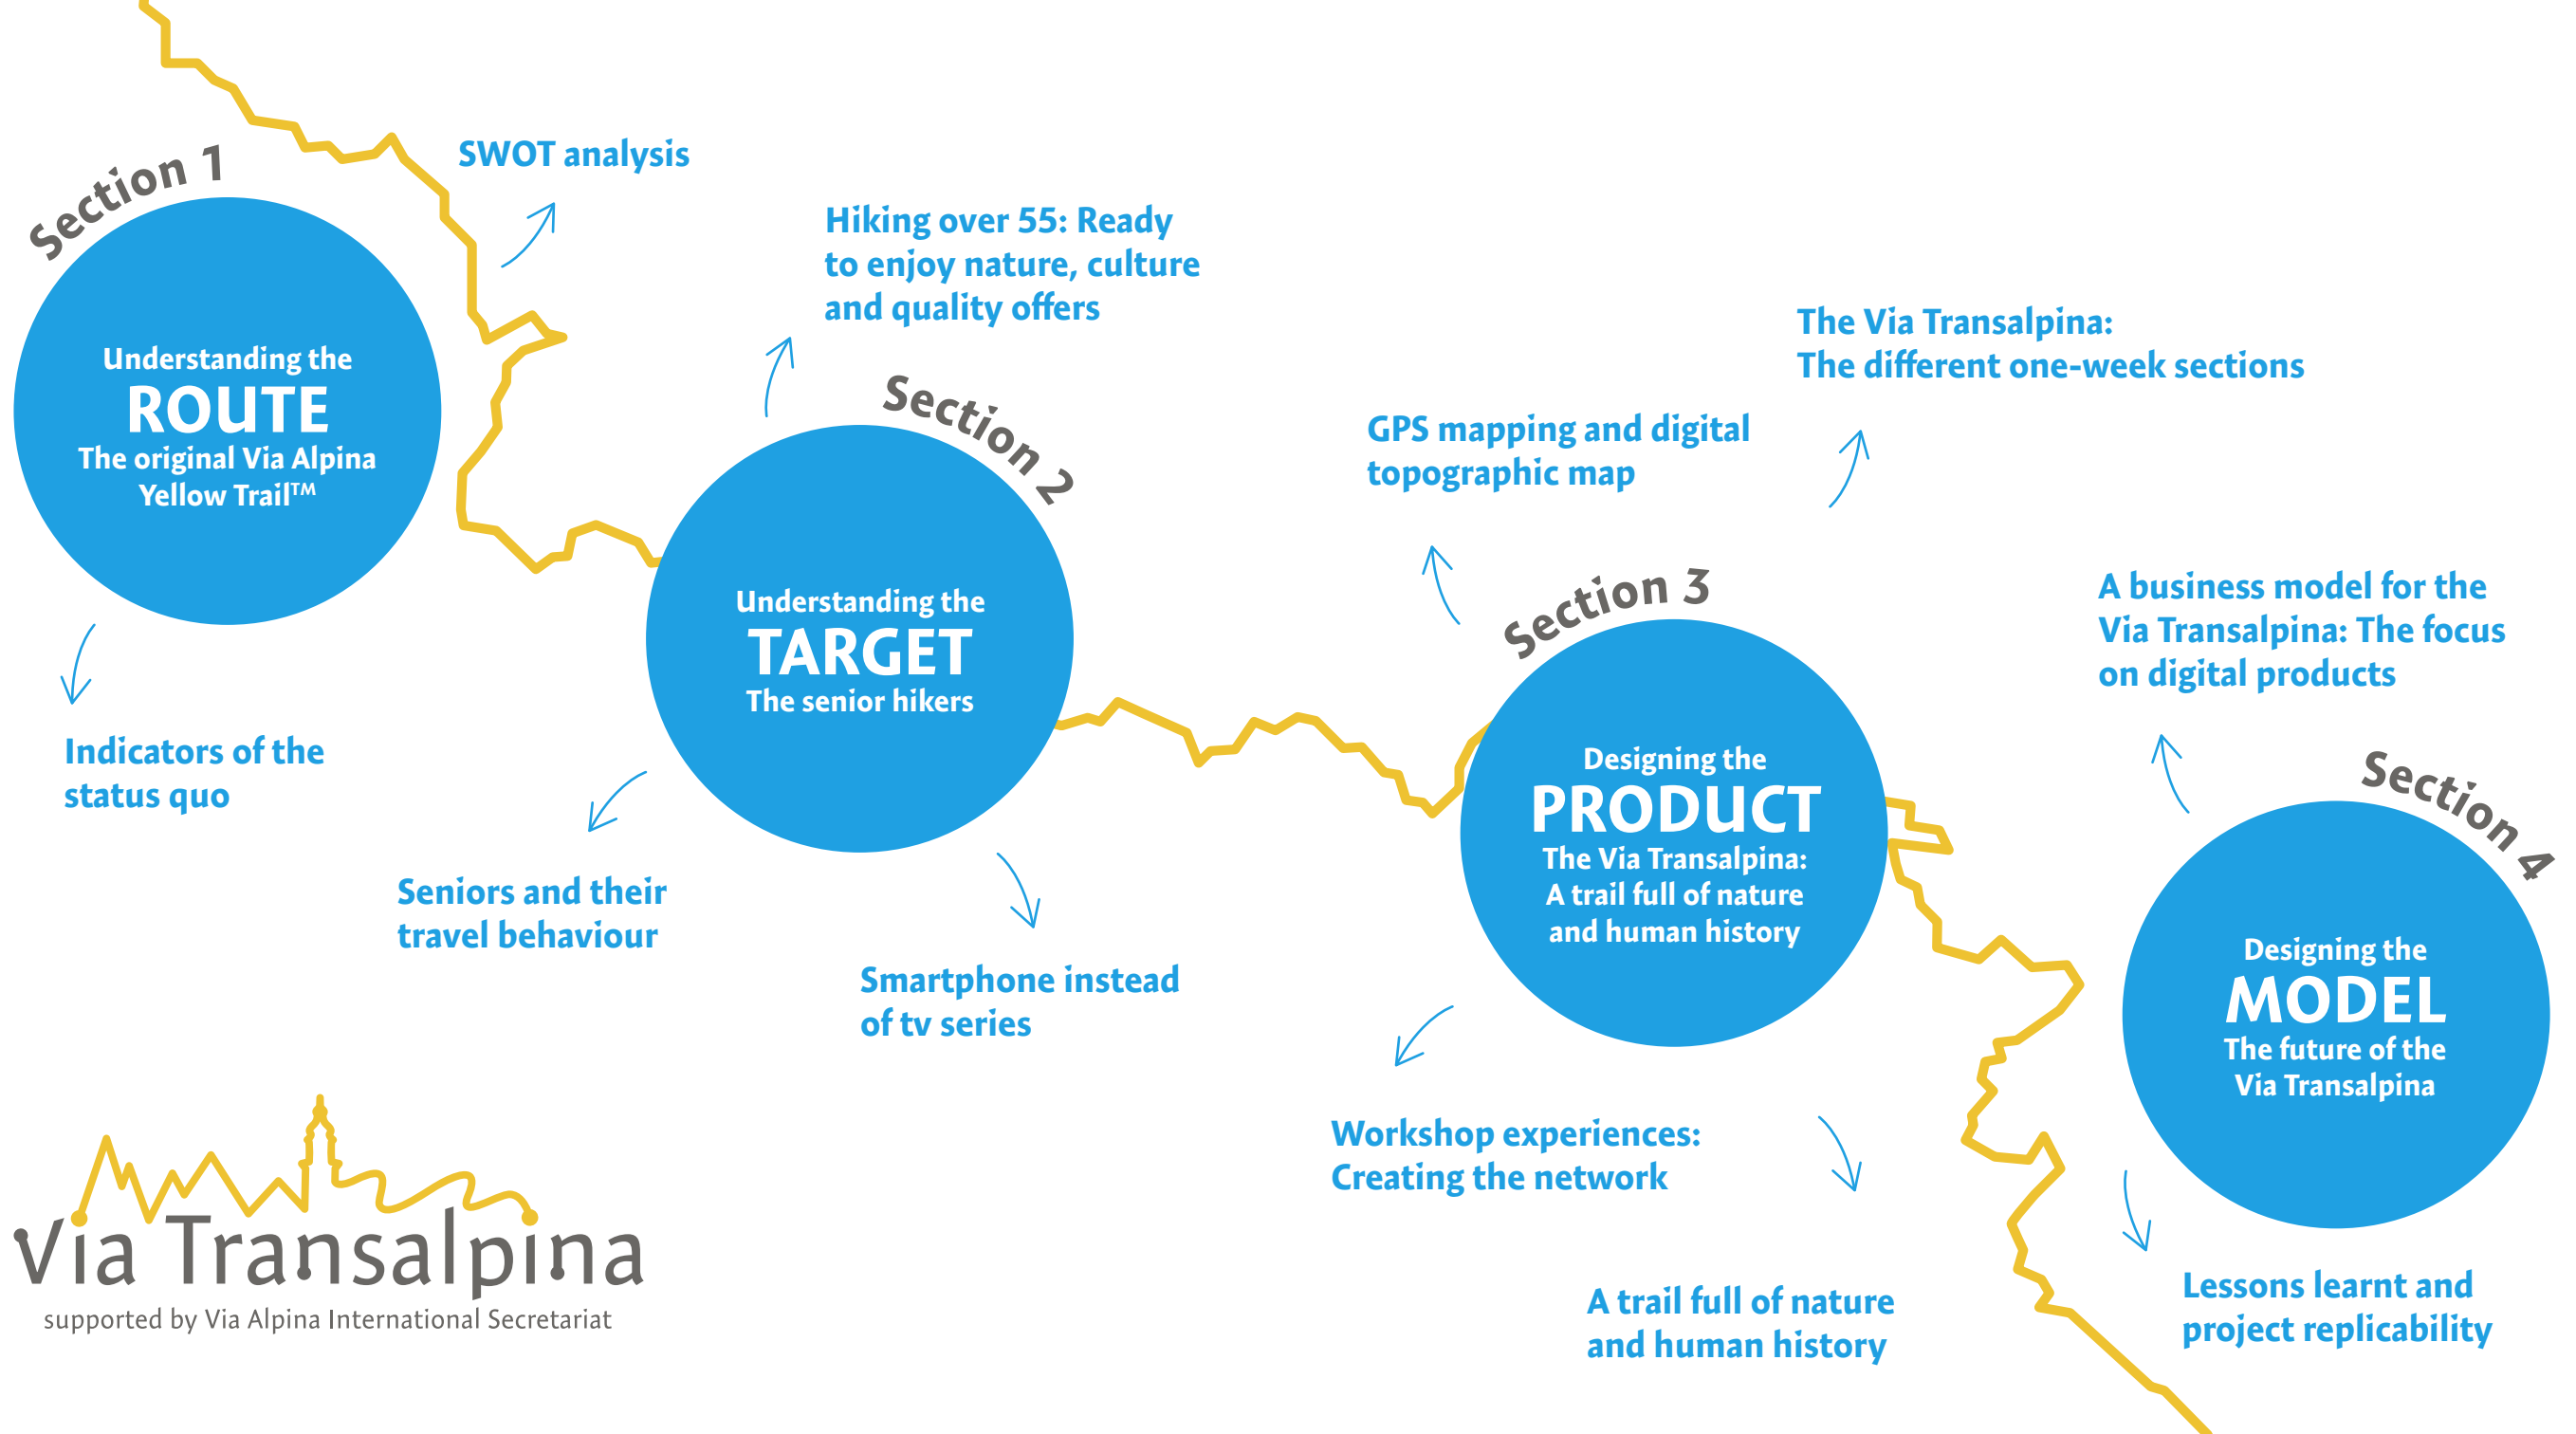 Section 1
Understanding the
ROUTE
The original Via Alpina
Yellow Trail™
SWOT analysis
Indicators of the
status quo
Section 2
Understanding the
TARGET
The senior hikers
Hiking over 55: Ready
to enjoy nature, culture
and quality offers
Seniors and their
travel behaviour
Smartphone instead
of tv series
Section 3
Designing the
PRODUCT
The Via Transalpina:
A trail full of nature
and human history
GPS mapping and digital
topographic map
The Via Transalpina:
The different one-week sections
Workshop experiences:
Creating the network
A trail full of nature
and human history
Section 4
Designing the
MODEL
The future of the
Via Transalpina
A business model for the
Via Transalpina: The focus
on digital products
Lessons learnt and
project replicability
Via Transalpina
supported by Via Alpina International Secretariat